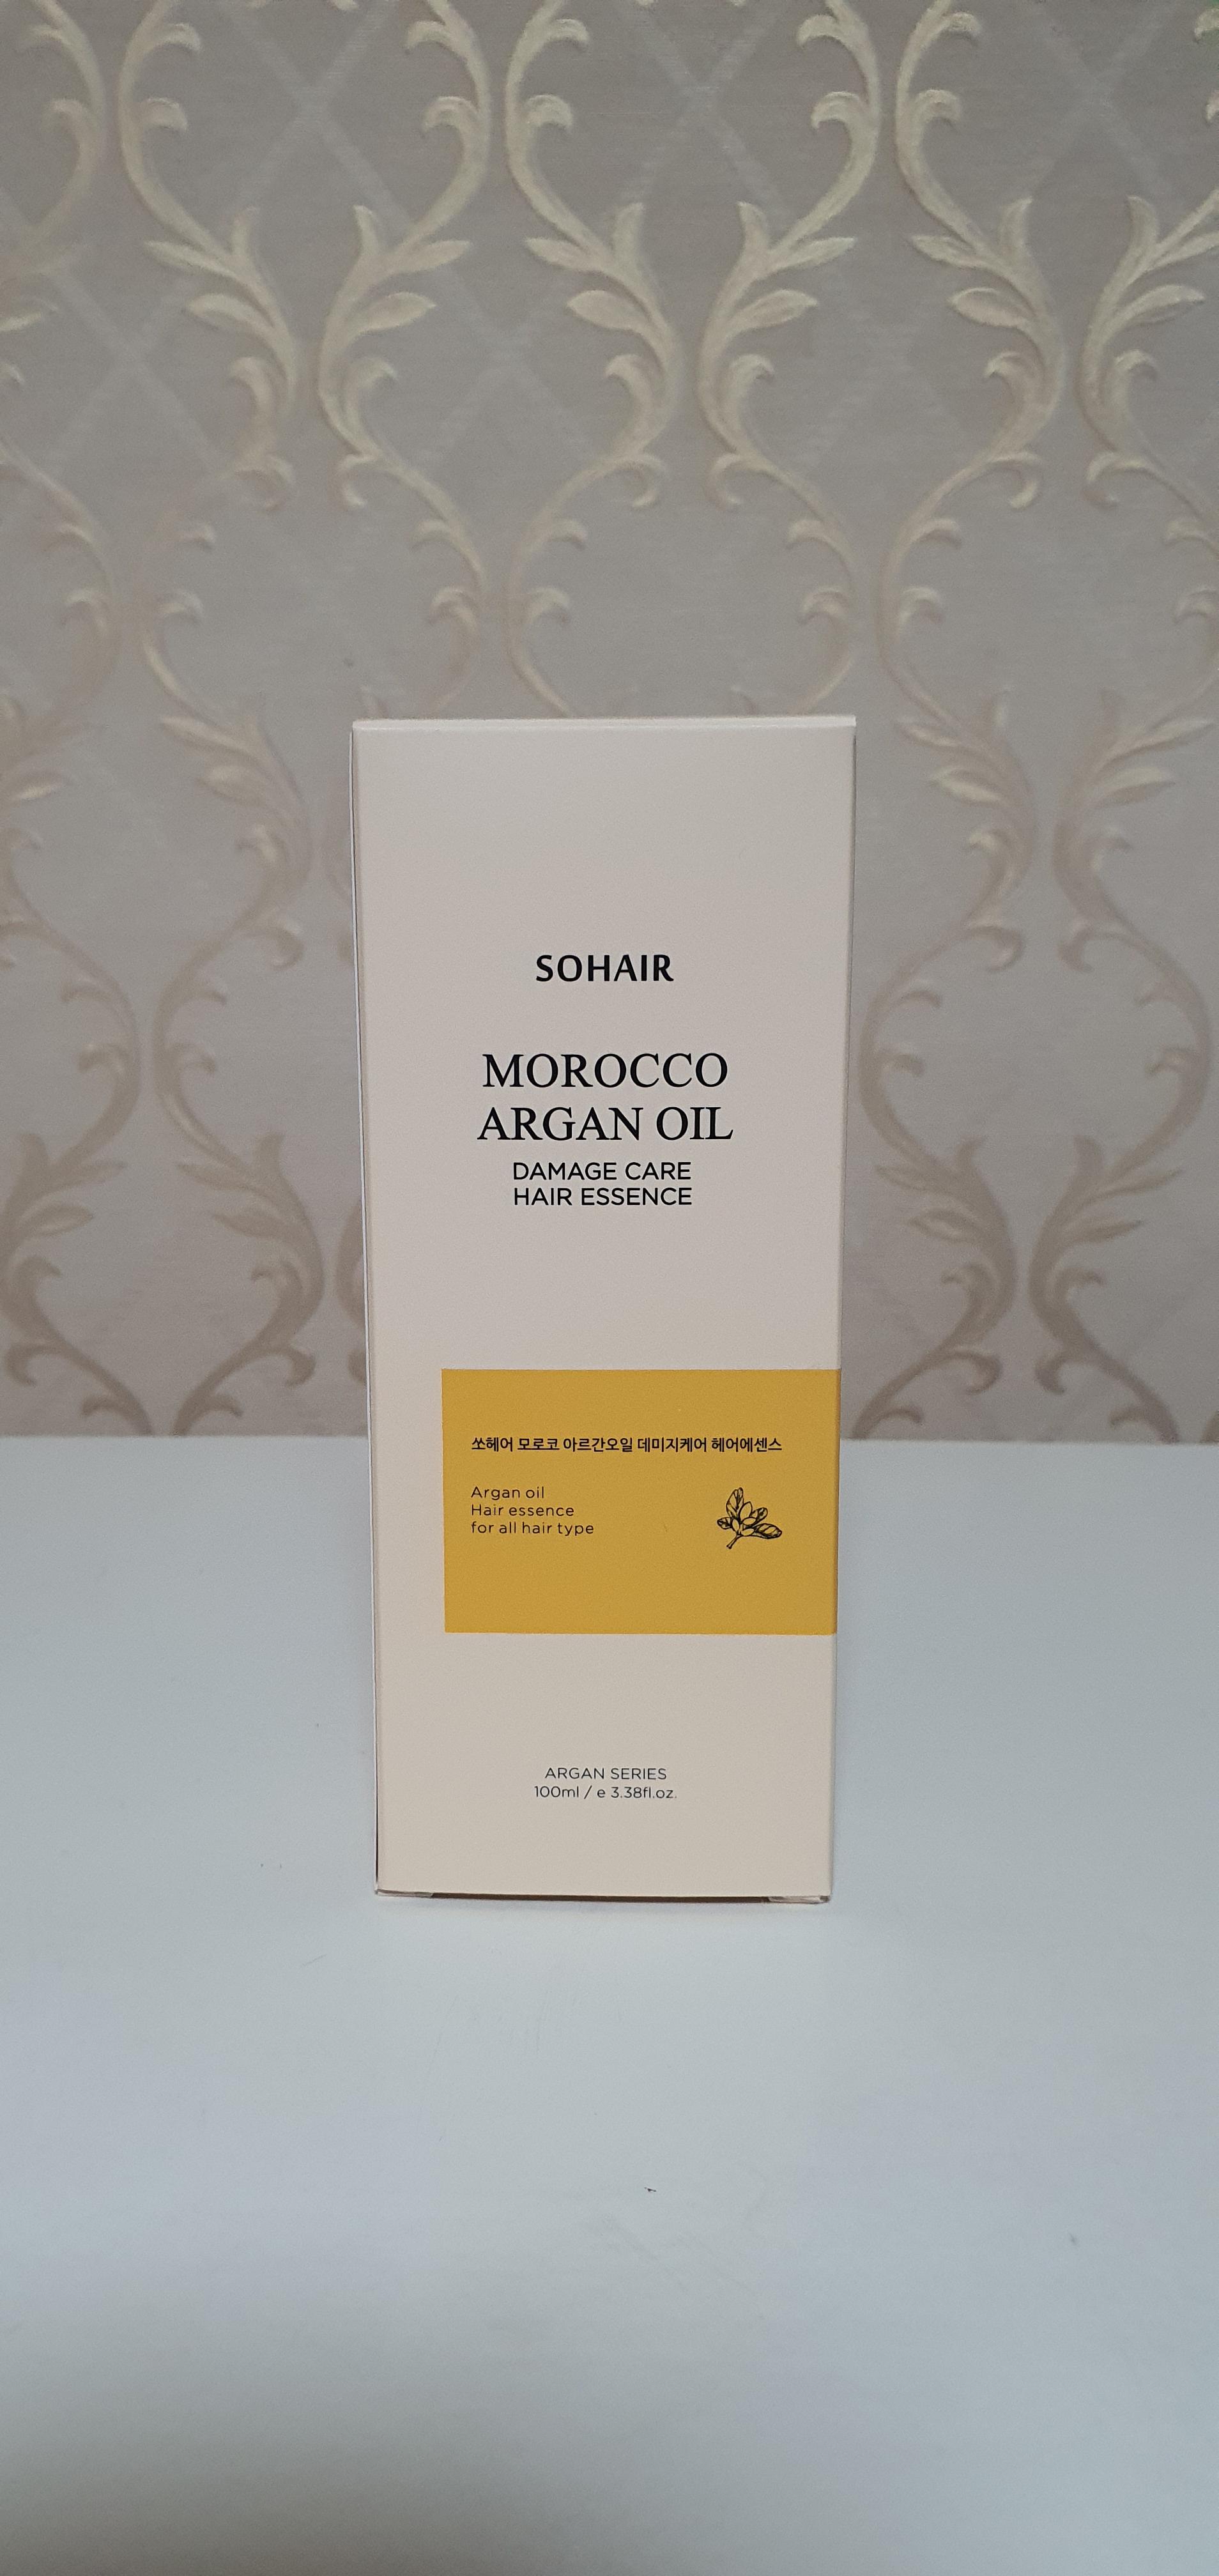 SOHAIR
MOROCCO
ARGAN OIL
DAMAGE CARE
HAIR ESSENCE
쏘헤어 모로코 아르간오일 데미지케어 헤어에센스
Argan oil
Hair essence
for all hair type
ARGAN SERIES
100ml / e 3.38fl.oz.